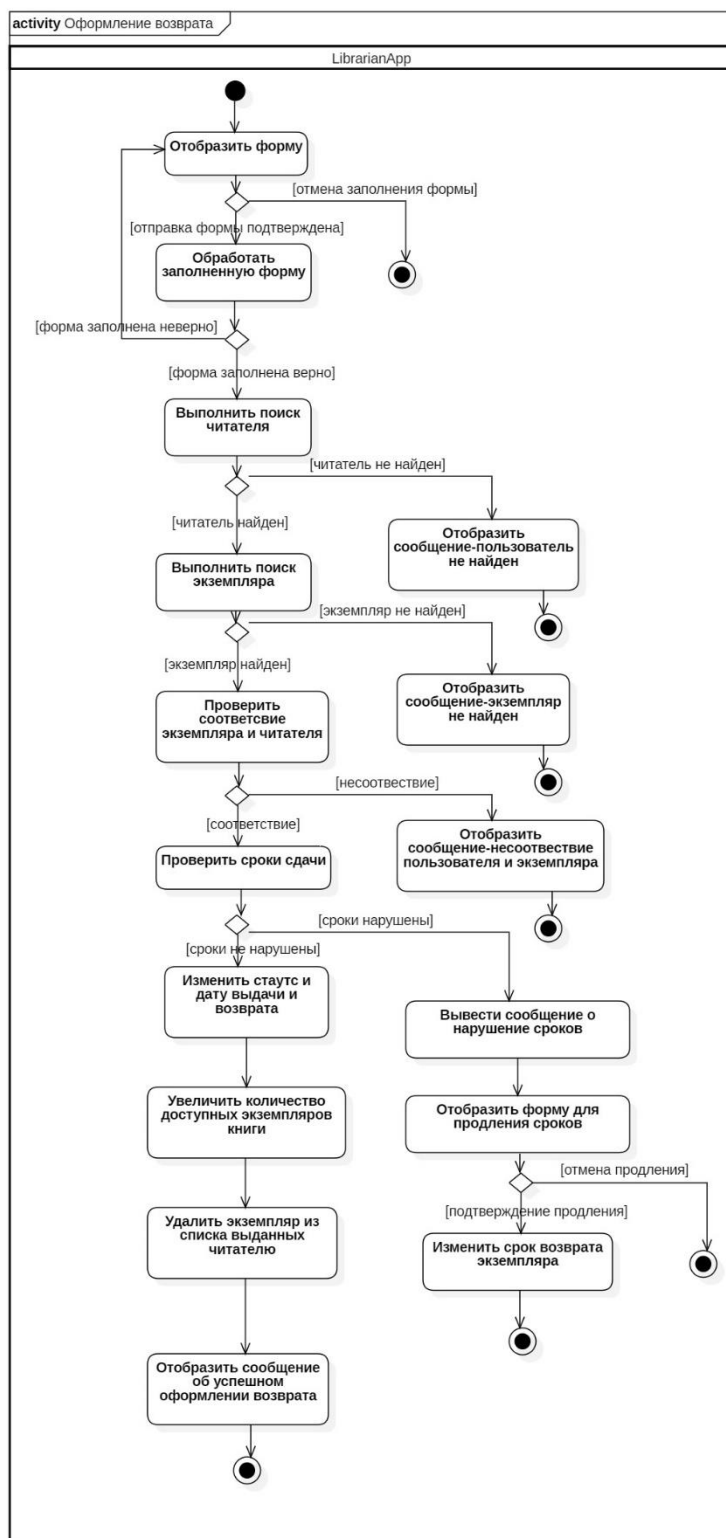 activity Оформление возврата
LibrarianApp
Отобразить форму
[отмена заполнения формы]
[отправка формы подтверждена]
Обработать
заполненную форму
[форма заполнена неверно]
[форма заполнена верно]
Выполнить поиск
читателя
[читатель не найден]
[читатель найден]
Отобразить
сообщение-пользователь
не найден
Выполнить поиск
экземпляра
[экземпляр не найден]
[экземпляр найден]
Отобразить
сообщение-экземпляр
не найден
Проверить
соответсвие
экземпляра и читателя
[несоотвествие]
[соответствие]
Отобразить
сообщение-несоотвествие
пользователя и экземпляра
Проверить сроки сдачи
[сроки нарушены]
[сроки не нарушены]
Изменить стаутс и
дату выдачи и
возврата
Вывести сообщение о
нарушение сроков
Увеличить количество
доступных экземпляров
книги
Отобразить форму для
продления сроков
[отмена продления]
[подтверждение продления]
Удалить экземпляр из
списка выданных
читателю
Изменить срок возврата
экземпляра
Отобразить сообщение
об успешном
оформлении возврата